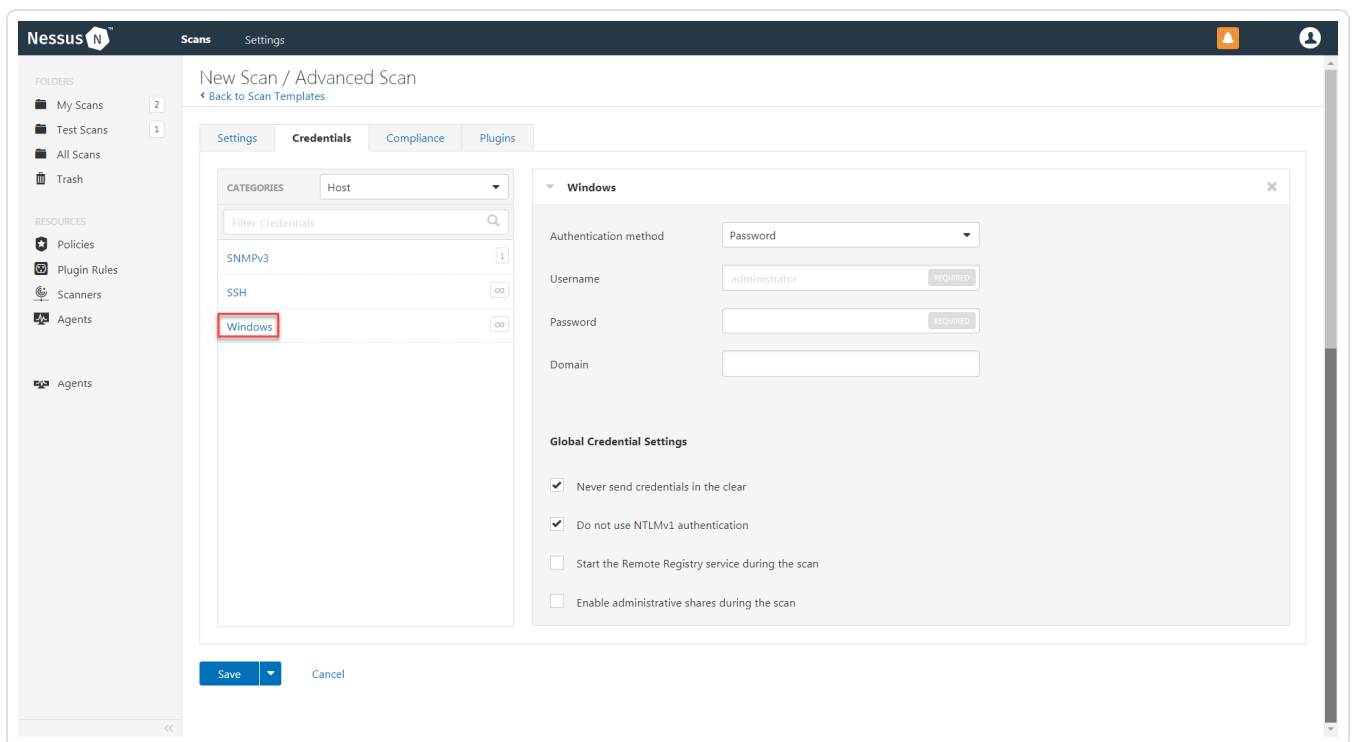 Nessus N ™
Scans Settings
FOLDERS
My Scans 2
Test Scans 1
All Scans
Trash
RESOURCES
Policies
Plugin Rules
Scanners
Agents
Agents
New Scan / Advanced Scan
Back to Scan Templates
Settings Credentials Compliance Plugins
CATEGORIES Host
Filter Credentials
SNMPv3 1
SSH ∞
Windows ∞
Windows
Authentication method Password
Username administrator REQUIRED
Password REQUIRED
Domain
Global Credential Settings
Never send credentials in the clear
Do not use NTLMv1 authentication
Start the Remote Registry service during the scan
Enable administrative shares during the scan
Save Cancel